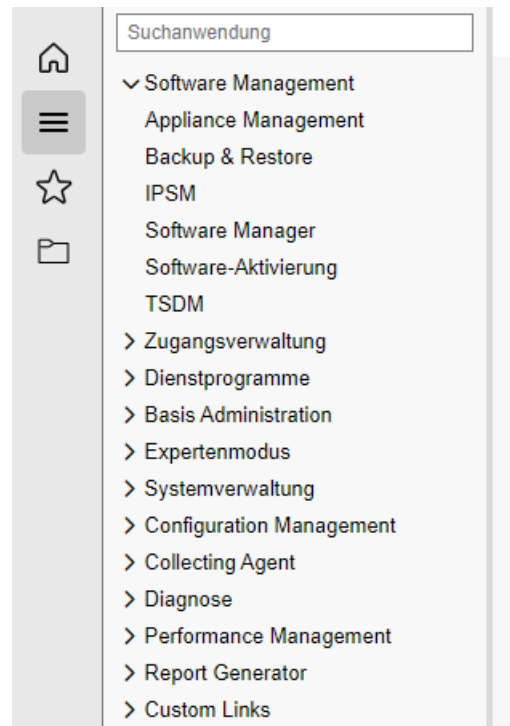 Suchanwendung
Software Management
Appliance Management
Backup & Restore
IPSM
Software Manager
Software-Aktivierung
TSDM
Zugangsverwaltung
Dienstprogramme
Basis Administration
Expertenmodus
Systemverwaltung
Configuration Management
Collecting Agent
Diagnose
Performance Management
Report Generator
Custom Links